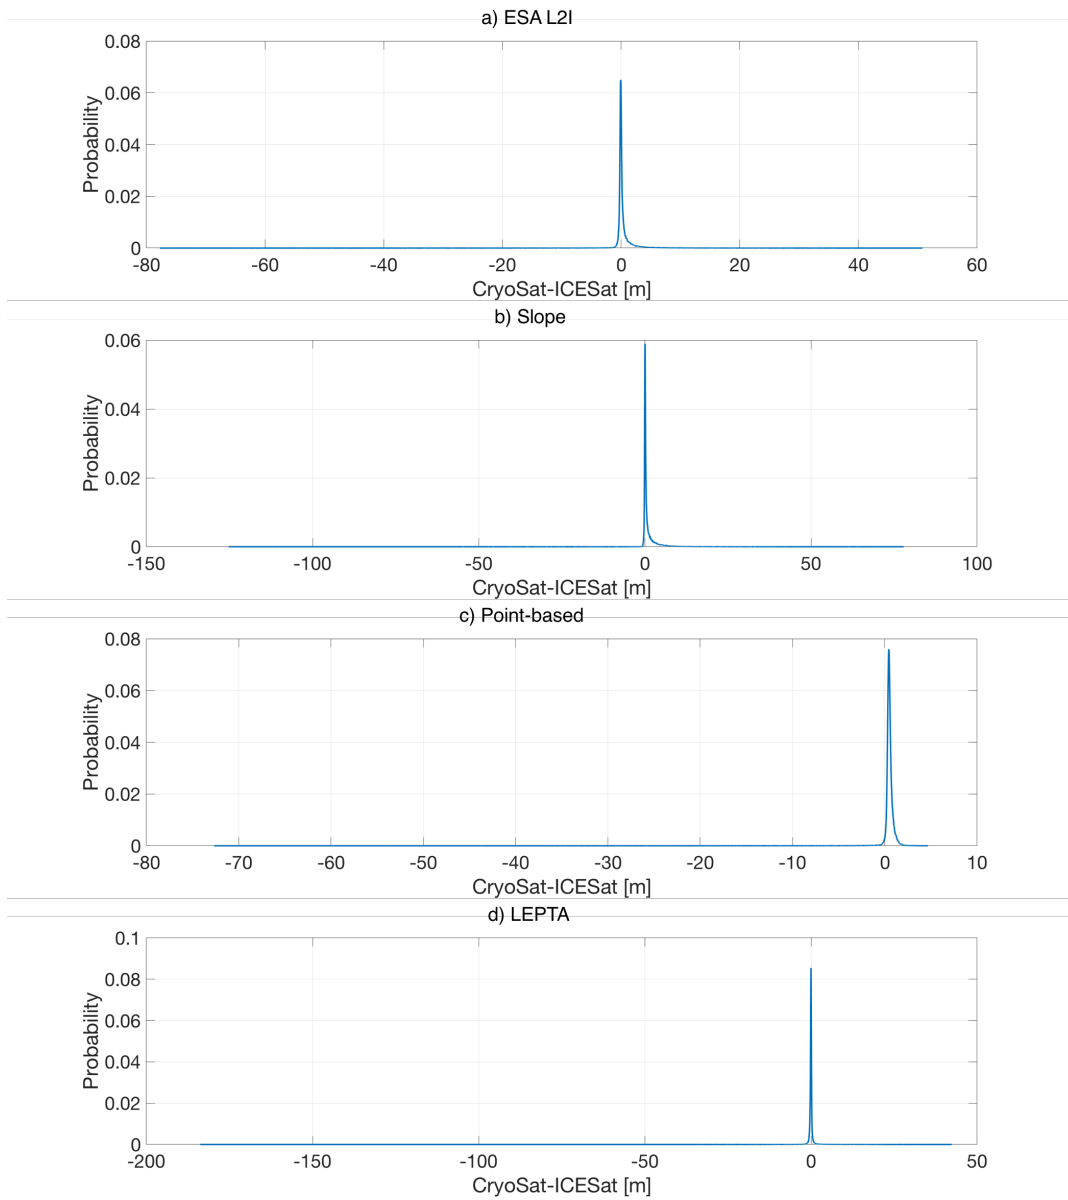 a) ESA L2I
0.08
0.06
0.04
0.02
0
Probability
-80 -60 -40 -20 0 20 40 60
CryoSat-ICESat [m]
b) Slope
0.06
0.04
0.02
0
Probability
-150 -100 -50 0 50 100
CryoSat-ICESat [m]
c) Point-based
0.08
0.06
0.04
0.02
0
Probability
-80 -70 -60 -50 -40 -30 -20 -10 0 10
CryoSat-ICESat [m]
d) LEPTA
0.1
0.08
0.06
0.04
0.02
0
Probability
-200 -150 -100 -50 0 50
CryoSat-ICESat [m]